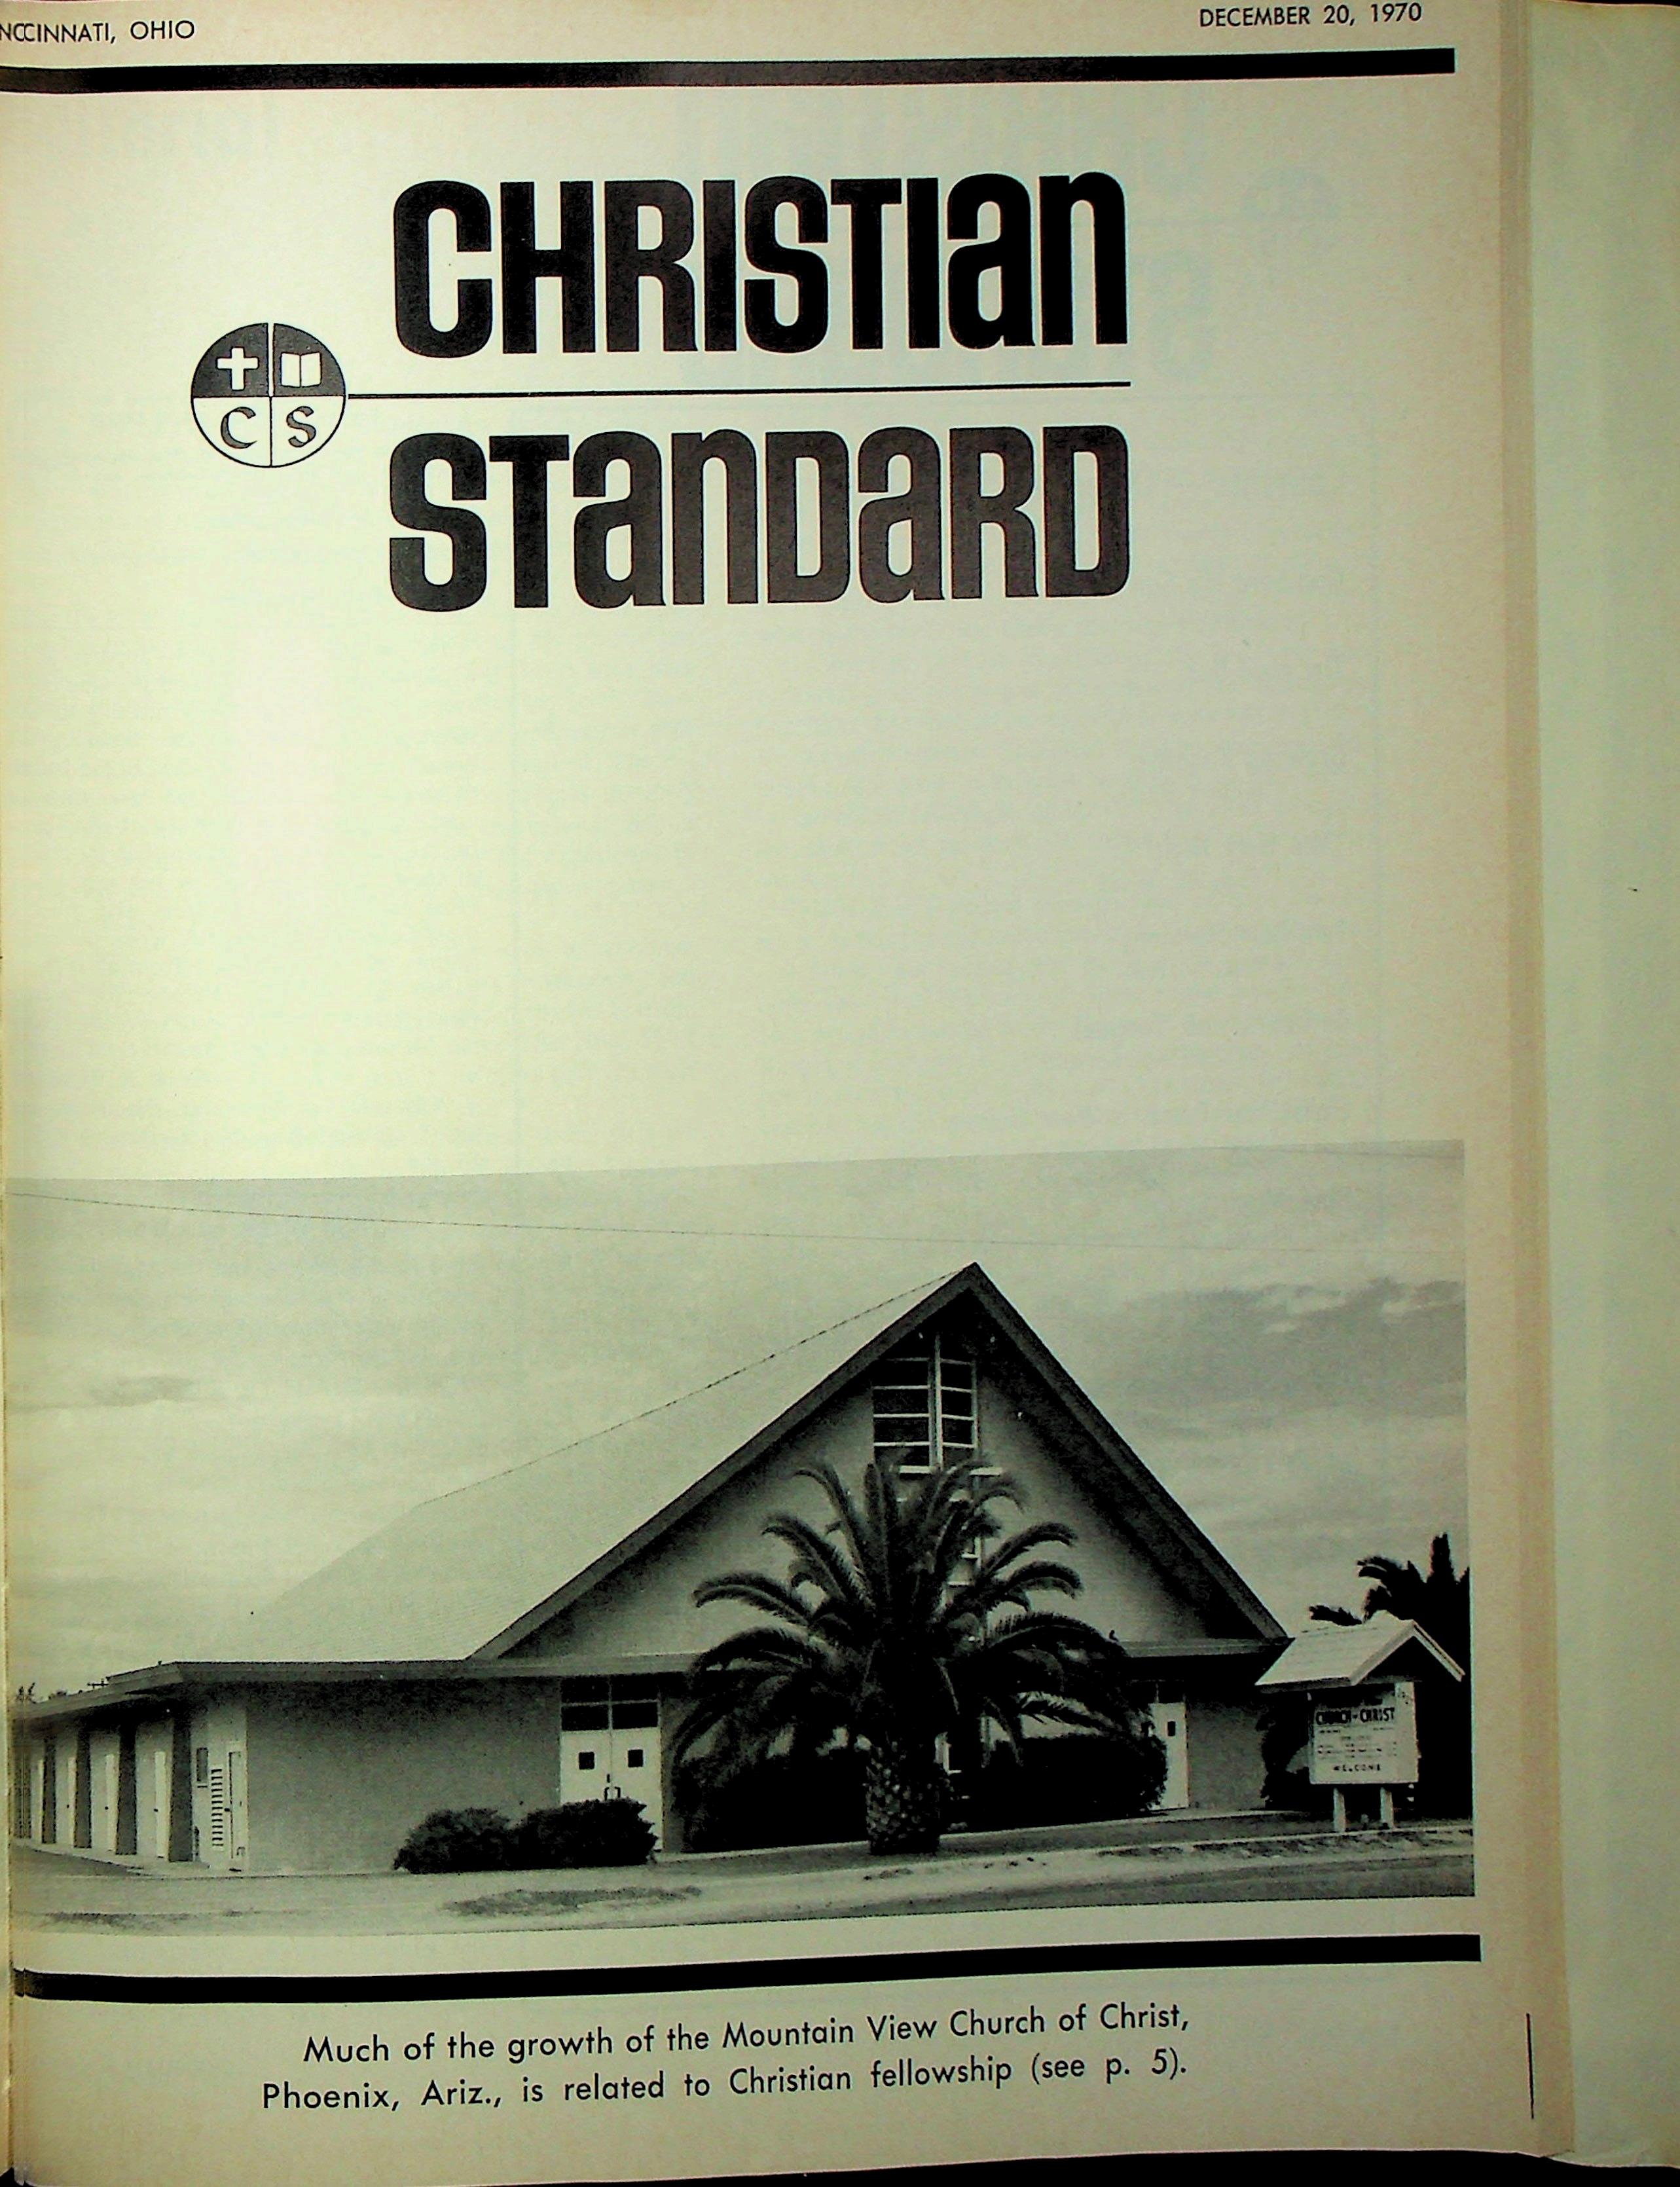 NCCINNATI, OHIO
DECEMBER 20, 1970
CHRISTIan
C S
STanDaRD
CHURCH OF CHRIST
WELCOME
Much of the growth of the Mountain View Church of Christ,
Phoenix, Ariz., is related to Christian fellowship (see p. 5).